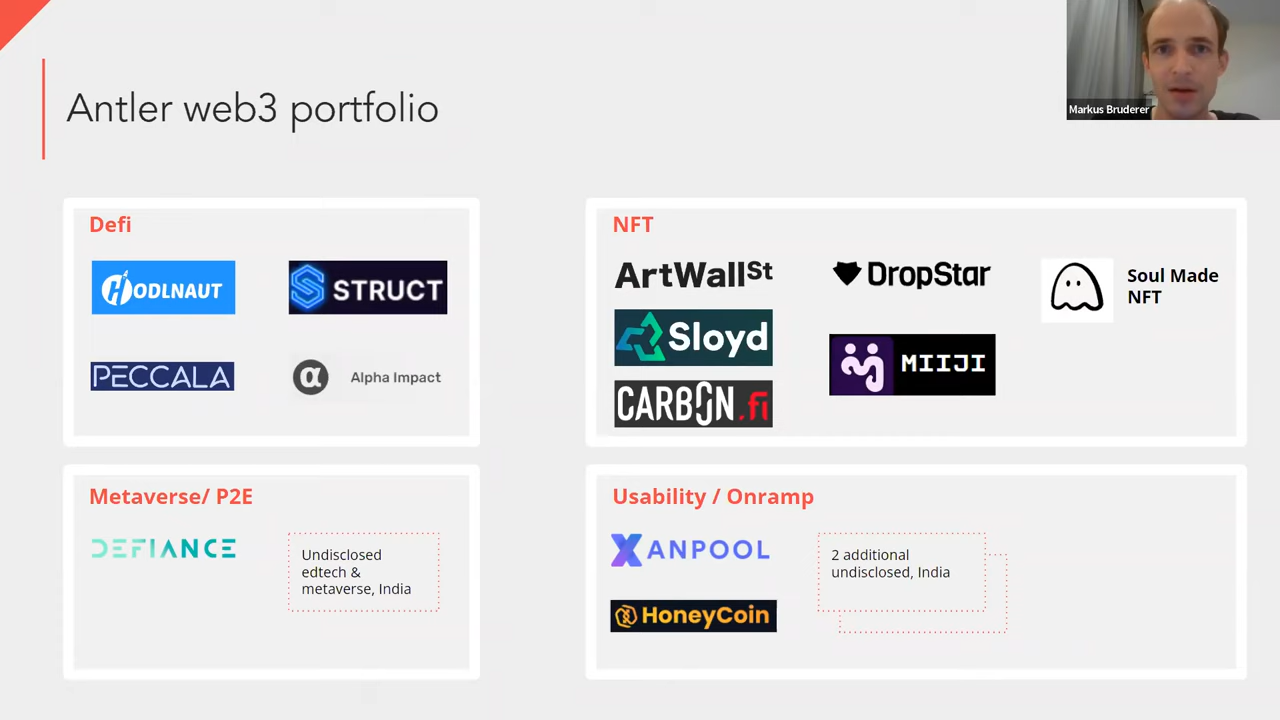 Antler web3 portfolio
Markus Bruderer
Defi
HODLNAUT
STRUCT
PECCALA
α Alpha Impact
NFT
ArtWallSt
DropStar
Soul Made
NFT
Sloyd
MIIJI
CARBON.fi
Metaverse/ P2E
DEFIANCE
Undisclosed
edtech &
metaverse, India
Usability / Onramp
XANPOOL
2 additional
undisclosed, India
HoneyCoin